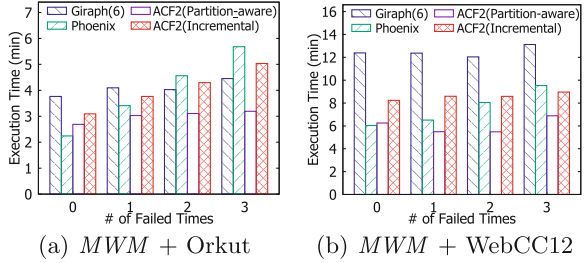 Giraph(6) ACF2(Partition-aware)
Phoenix ACF2(Incremental)
Execution Time (min)
7
6
5
4
3
2
1
0
0 1 2 3
# of Failed Times
(a) MWM + Orkut
Giraph(6) ACF2(Partition-aware)
Phoenix ACF2(Incremental)
Execution Time (min)
16
14
12
10
8
6
4
2
0
0 1 2 3
# of Failed Times
(b) MWM + WebCC12